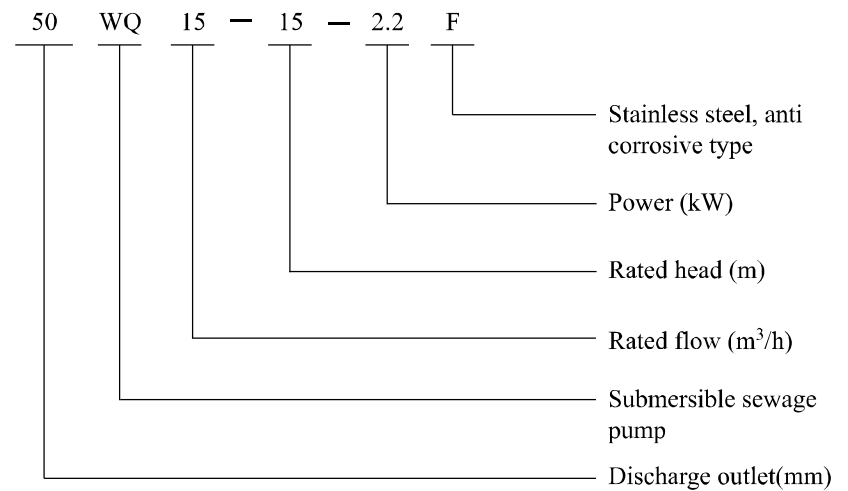 50 WQ 15 — 15 — 2.2 F
Stainless steel, anti
corrosive type
Power (kW)
Rated head (m)
Rated flow (m³/h)
Submersible sewage
pump
Discharge outlet(mm)